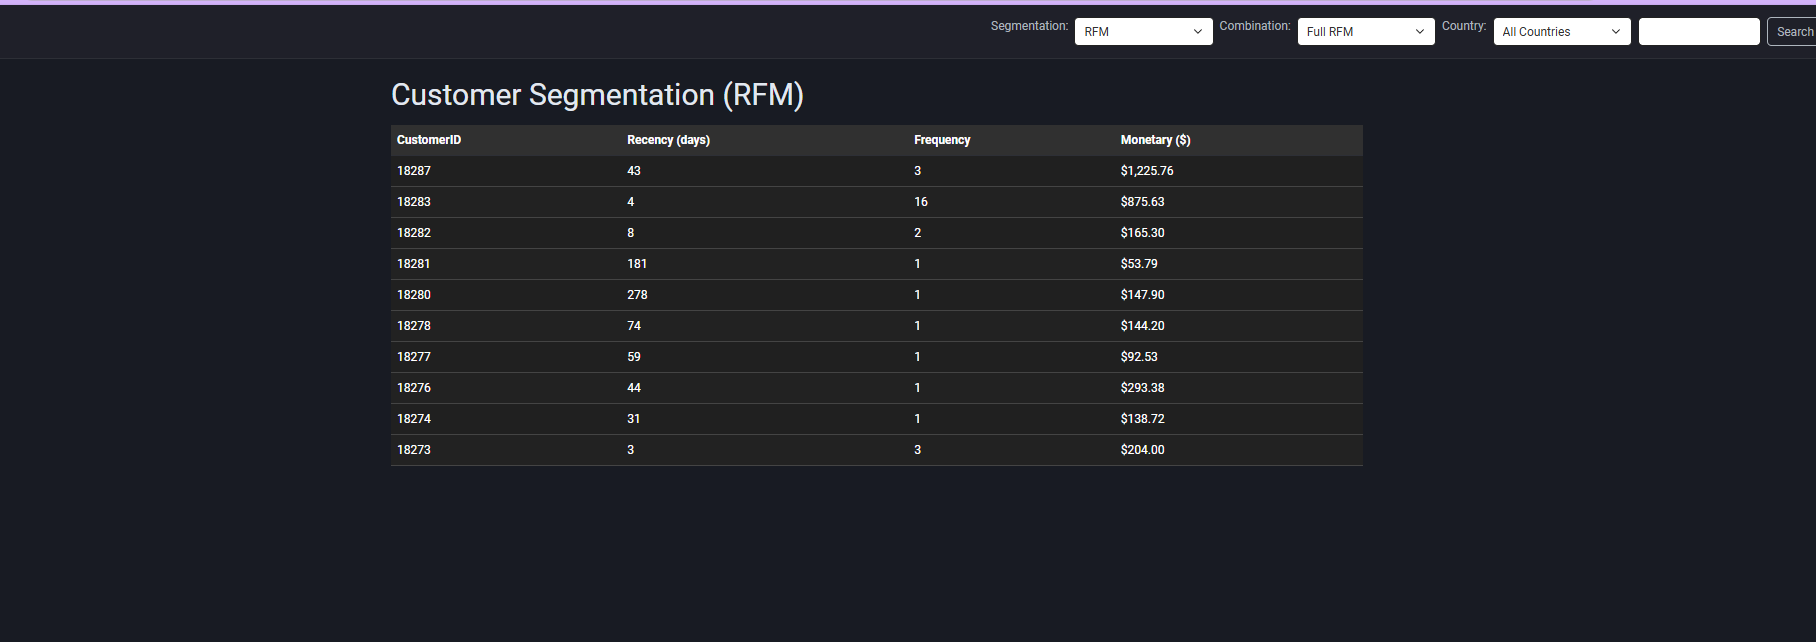 Segmentation: RFM Combination: Full RFM Country: All Countries Search
Customer Segmentation (RFM)
CustomerID Recency (days) Frequency Monetary ($)
18287 43 3 $1,225.76
18283 4 16 $875.63
18282 8 2 $165.30
18281 181 1 $53.79
18280 278 1 $147.90
18278 74 1 $144.20
18277 59 1 $92.53
18276 44 1 $293.38
18274 31 1 $138.72
18273 3 3 $204.00